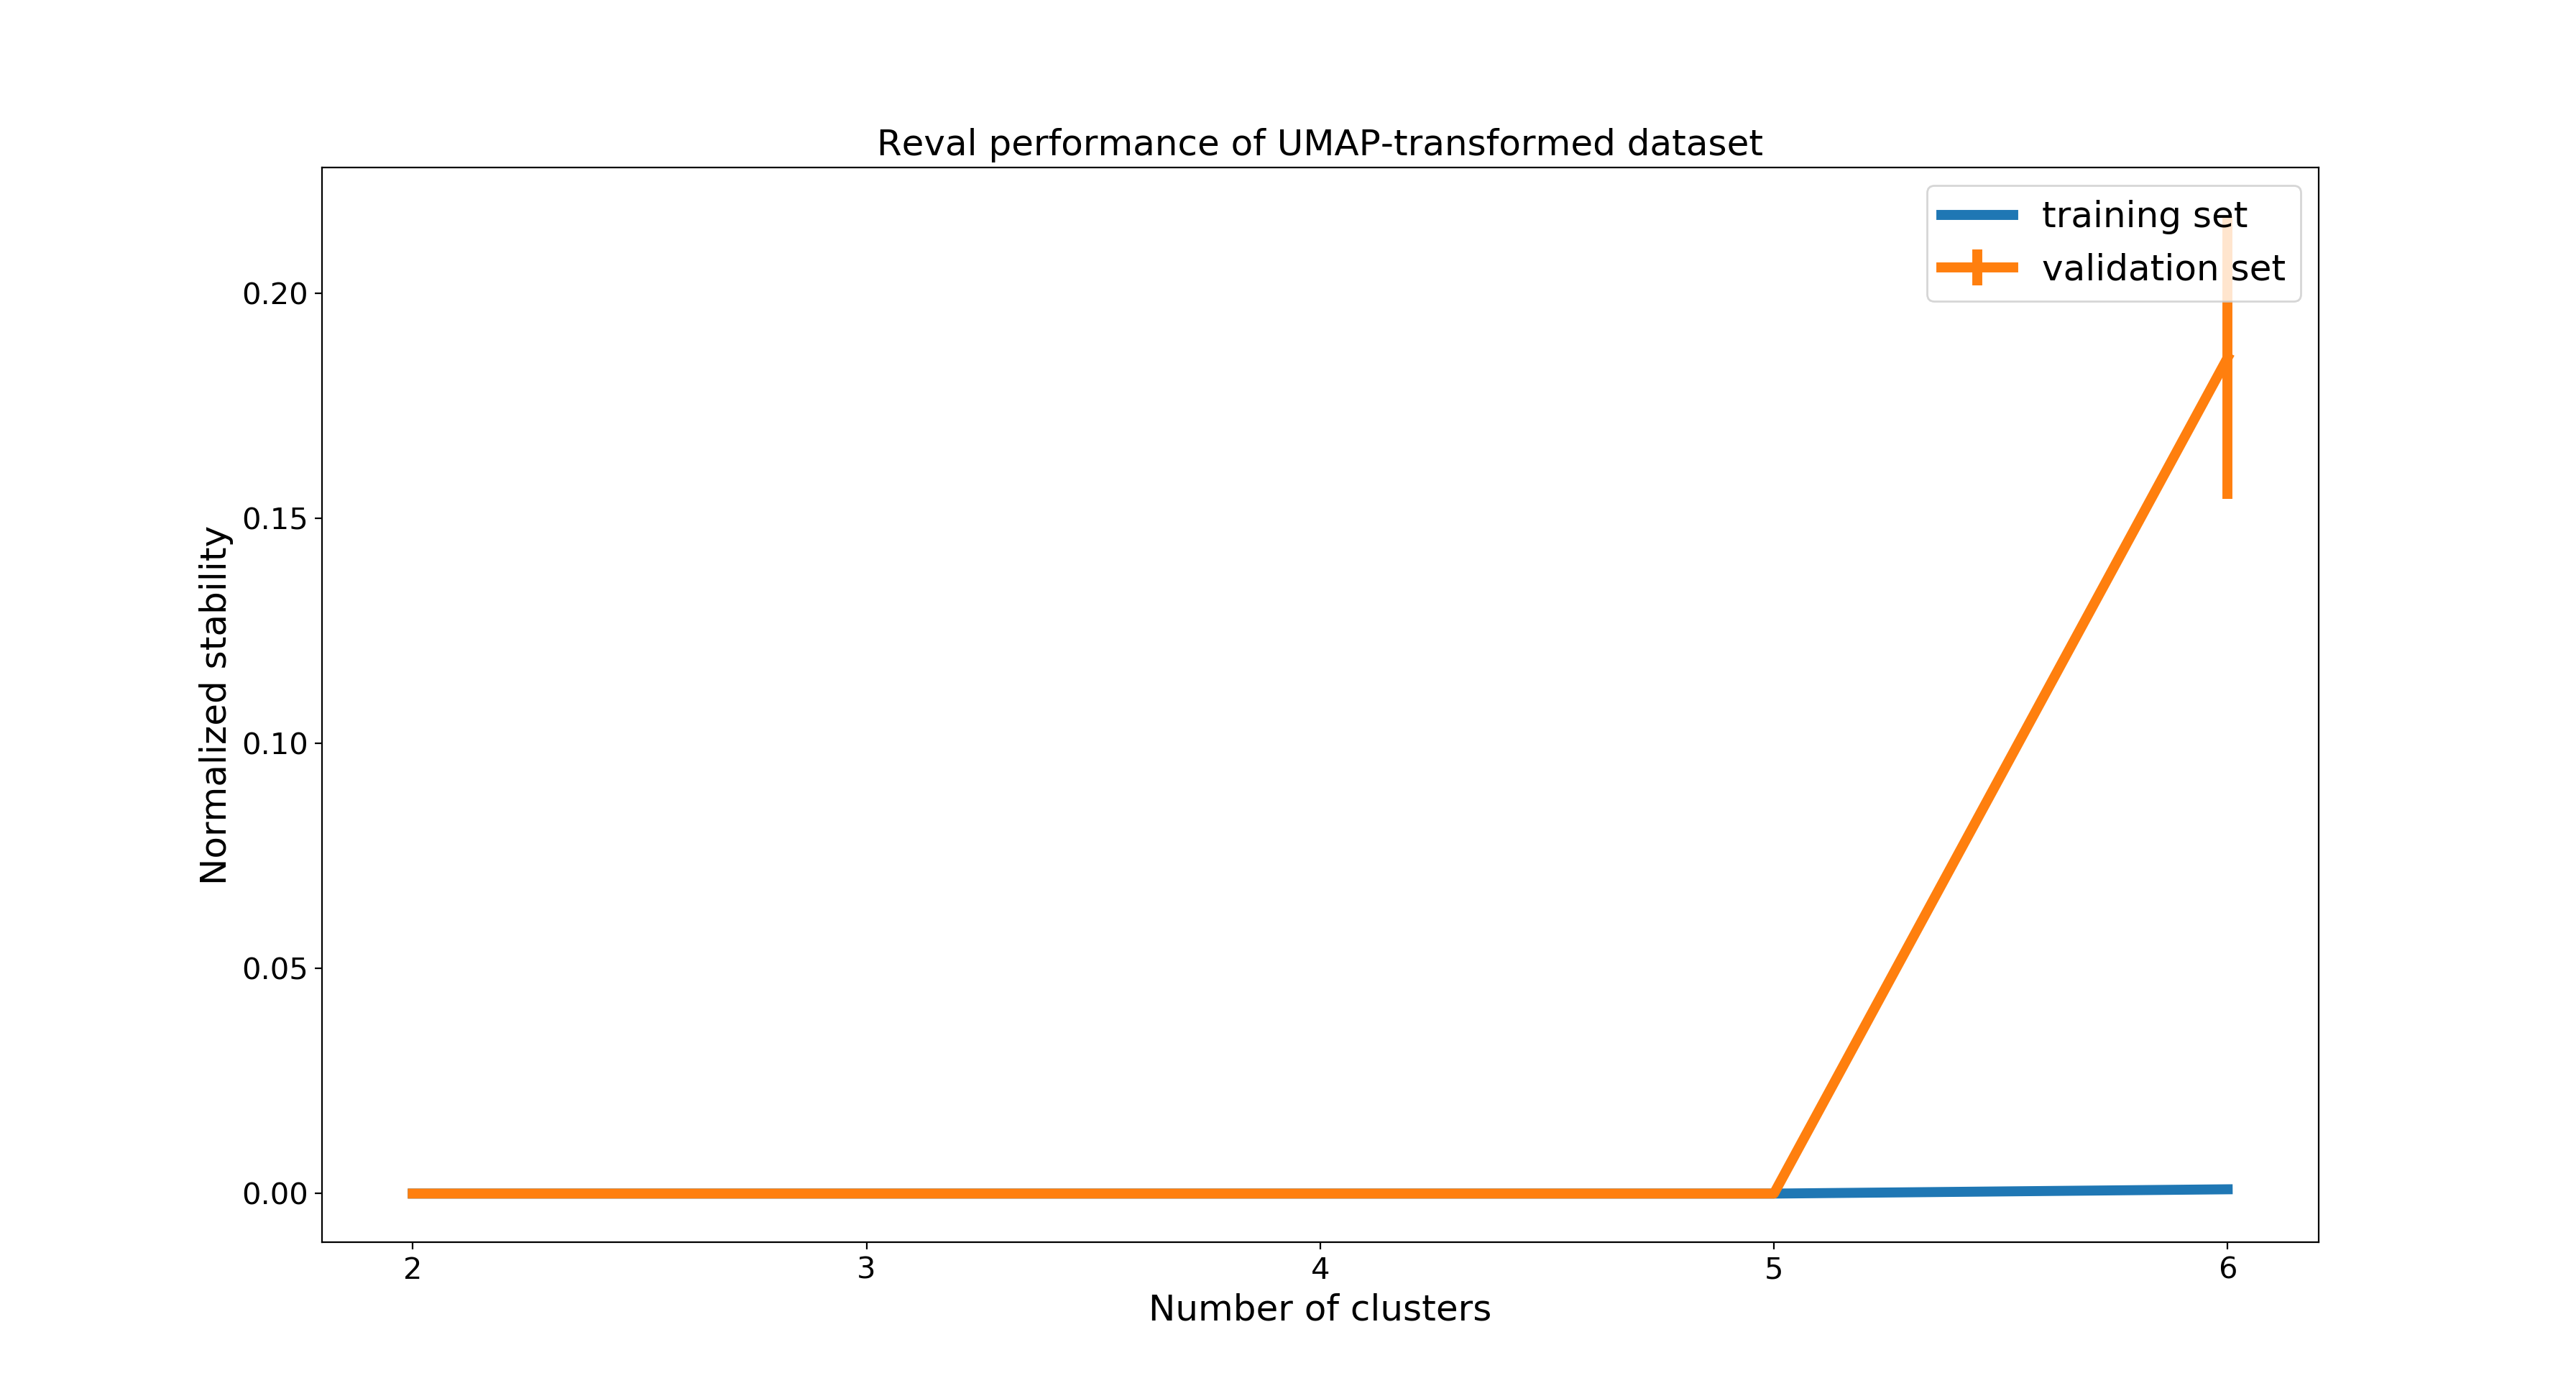 Reval performance of UMAP-transformed dataset
training set
validation set
Normalized stability
0.20
0.15
0.10
0.05
0.00
2 3 4 5 6
Number of clusters